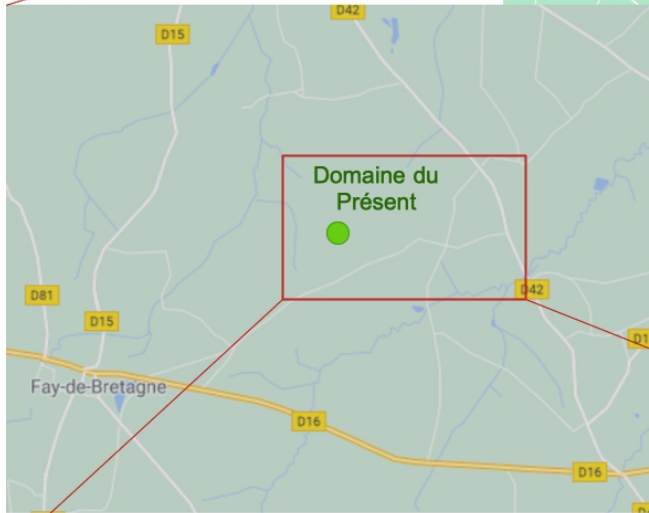 D42
D15
Domaine du
Présent
D81
D42
D15
Fay-de-Bretagne
D16
D16